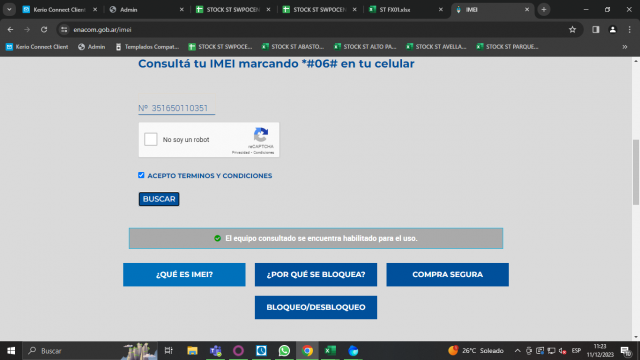 Kerio Connect Client
Admin
STOCK ST SWPOCEN
STOCK ST SWPOCEN
ST FX01.xlsx
IMEI
enacom.gob.ar/imei
Kerio Connect Client
Admin
Templados Compat...
STOCK ST SWPOCE...
STOCK ST ABASTO...
STOCK ST ALTO PA...
STOCK ST AVELLA...
STOCK ST PARQUE...
Consultá tu IMEI marcando *#06# en tu celular
Nº 351650110351
No soy un robot
reCAPTCHA
Privacidad - Condiciones
ACEPTO TERMINOS Y CONDICIONES
BUSCAR
El equipo consultado se encuentra habilitado para el uso.
¿QUÉ ES IMEI?
¿POR QUÉ SE BLOQUEA?
COMPRA SEGURA
BLOQUEO/DESBLOQUEO
Buscar
26°C Soleado
ESP
11:23
11/12/2023